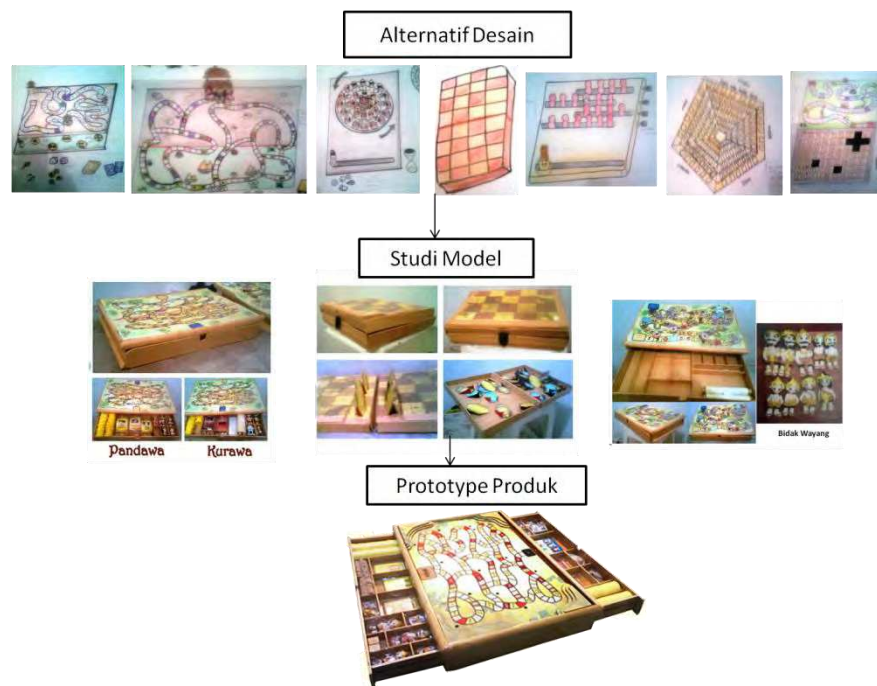 Alternatif Desain
Studi Model
Pandawa
Kurawa
Bidak Wayang
Prototype Produk